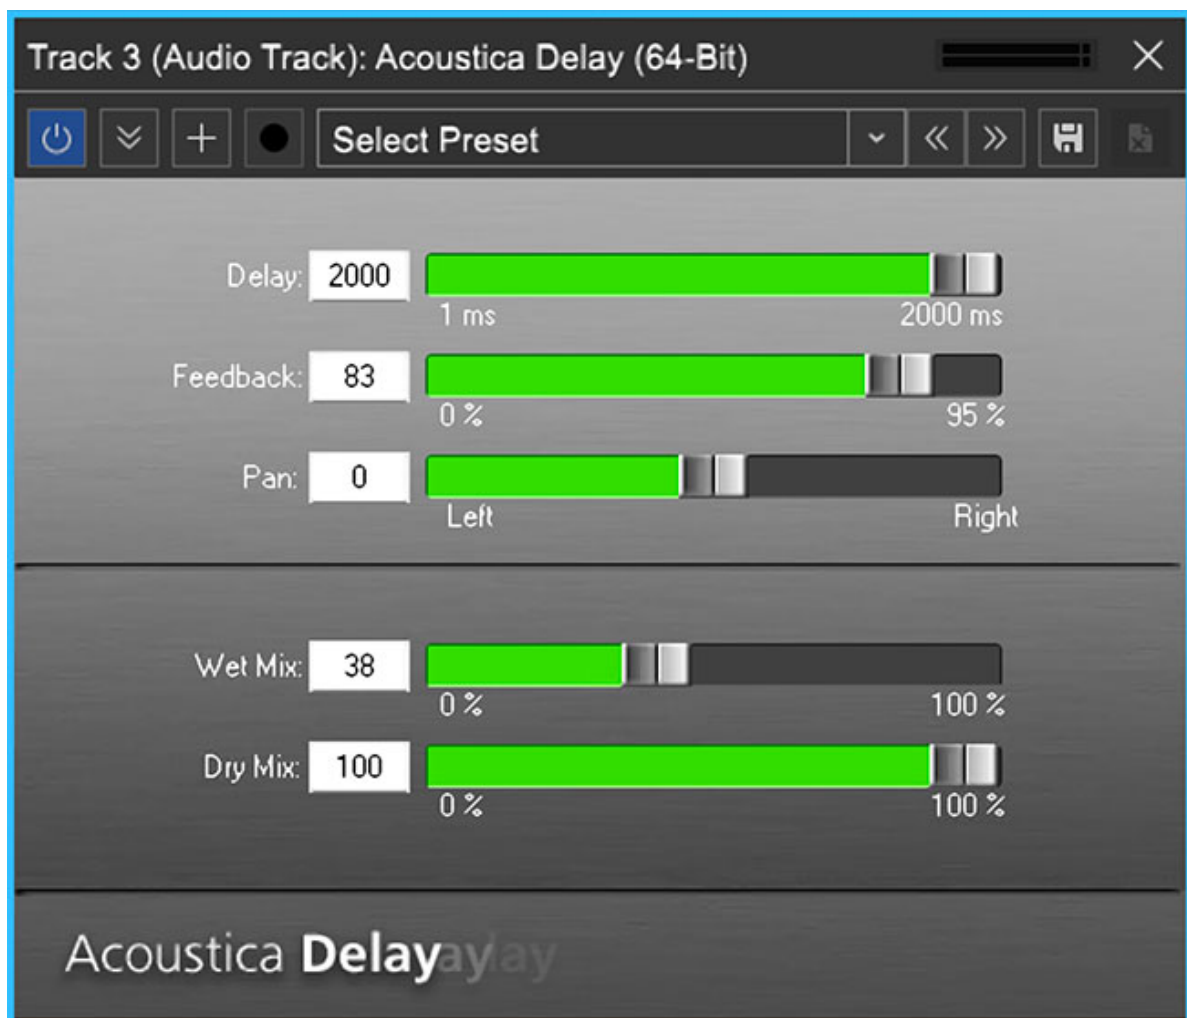 Track 3 (Audio Track): Acoustica Delay (64-Bit)
Select Preset
Delay: 2000
1 ms 2000 ms
Feedback: 83
0 % 95 %
Pan: 0
Left Right
Wet Mix: 38
0 % 100 %
Dry Mix: 100
0 % 100 %
Acoustica Delayaylay